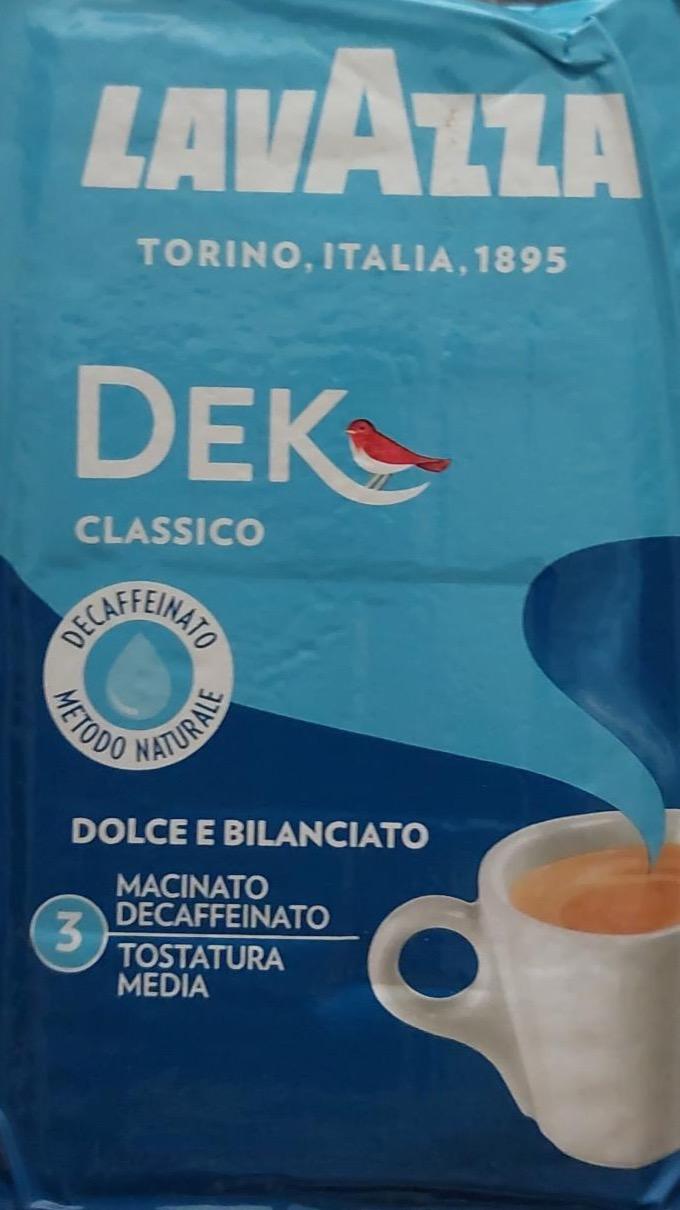 LAVAZZA
TORINO, ITALIA, 1895
DEK
CLASSICO
DECAFFEINATO
METODO NATURALE
DOLCE E BILANCIATO
3
MACINATO
DECAFFEINATO
TOSTATURA
MEDIA